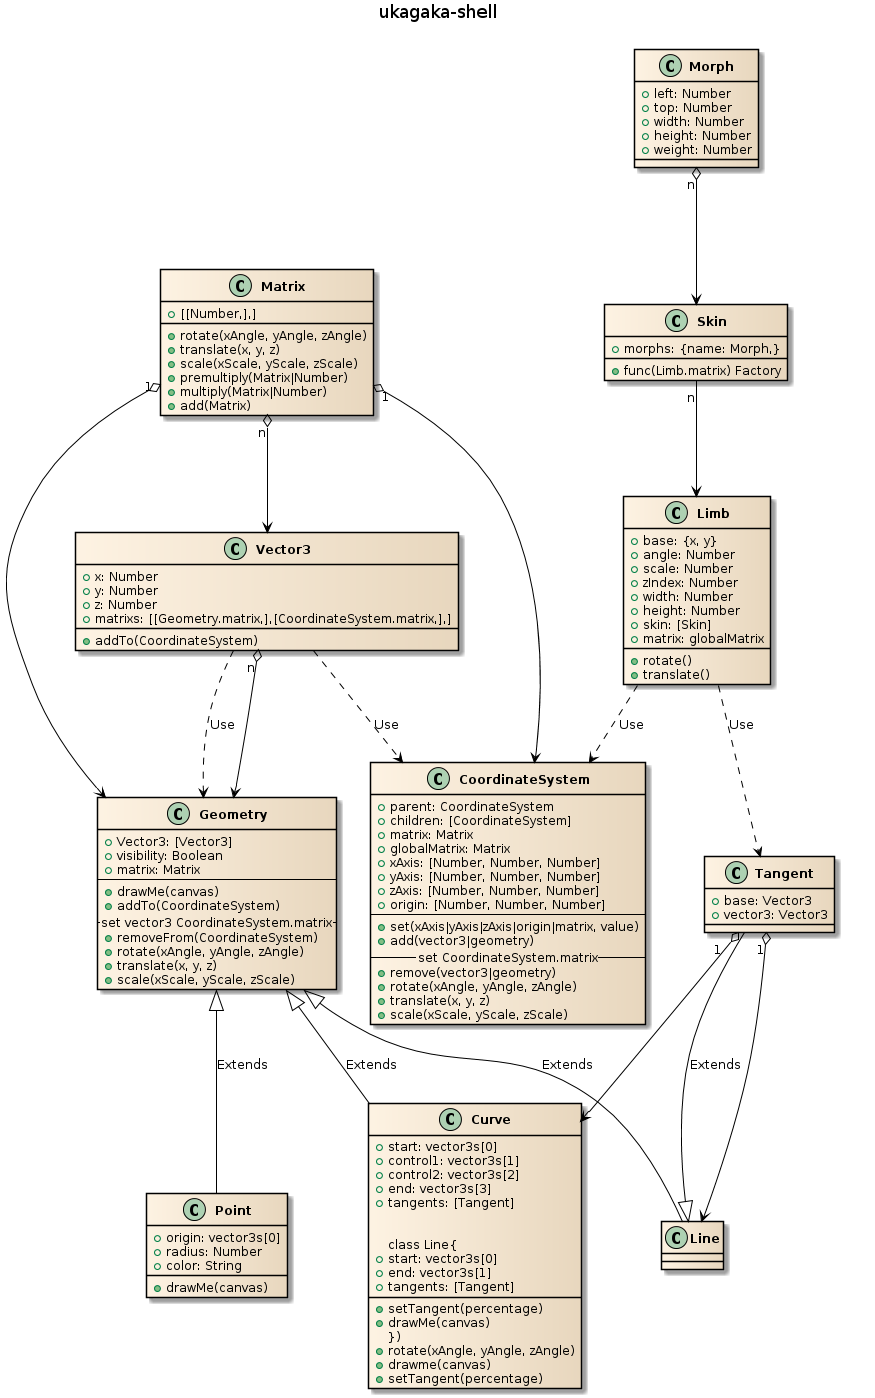 ukagaka-shell
C Morph
left: Number
top: Number
width: Number
height: Number
weight: Number
n
C Matrix
[[Number,],]
rotate(xAngle, yAngle, zAngle)
translate(x, y, z)
scale(xScale, yScale, zScale)
premultiply(Matrix|Number)
multiply(Matrix|Number)
add(Matrix)
1
n
1
C Skin
morphs: {name: Morph,}
func(Limb.matrix) Factory
n
C Vector3
x: Number
y: Number
z: Number
matrixs: [[Geometry.matrix,],[CoordinateSystem.matrix,],]
addTo(CoordinateSystem)
n
C Limb
base: {x, y}
angle: Number
scale: Number
zIndex: Number
width: Number
height: Number
skin: [Skin]
matrix: globalMatrix
rotate()
translate()
Use
Use
Use
Use
C Geometry
Vector3: [Vector3]
visibility: Boolean
matrix: Matrix
drawMe(canvas)
addTo(CoordinateSystem)
set vector3 CoordinateSystem.matrix
removeFrom(CoordinateSystem)
rotate(xAngle, yAngle, zAngle)
translate(x, y, z)
scale(xScale, yScale, zScale)
C CoordinateSystem
parent: CoordinateSystem
children: [CoordinateSystem]
matrix: Matrix
globalMatrix: Matrix
xAxis: [Number, Number, Number]
yAxis: [Number, Number, Number]
zAxis: [Number, Number, Number]
origin: [Number, Number, Number]
set(xAxis|yAxis|zAxis|origin|matrix, value)
add(vector3|geometry)
set CoordinateSystem.matrix
remove(vector3|geometry)
rotate(xAngle, yAngle, zAngle)
translate(x, y, z)
scale(xScale, yScale, zScale)
C Tangent
base: Vector3
vector3: Vector3
1
1
Extends
Extends
Extends
Extends
C Point
origin: vector3s[0]
radius: Number
color: String
drawMe(canvas)
C Curve
start: vector3s[0]
control1: vector3s[1]
control2: vector3s[2]
end: vector3s[3]
tangents: [Tangent]
class Line{
start: vector3s[0]
end: vector3s[1]
tangents: [Tangent]
setTangent(percentage)
drawMe(canvas)
})
rotate(xAngle, yAngle, zAngle)
drawme(canvas)
setTangent(percentage)
C Line